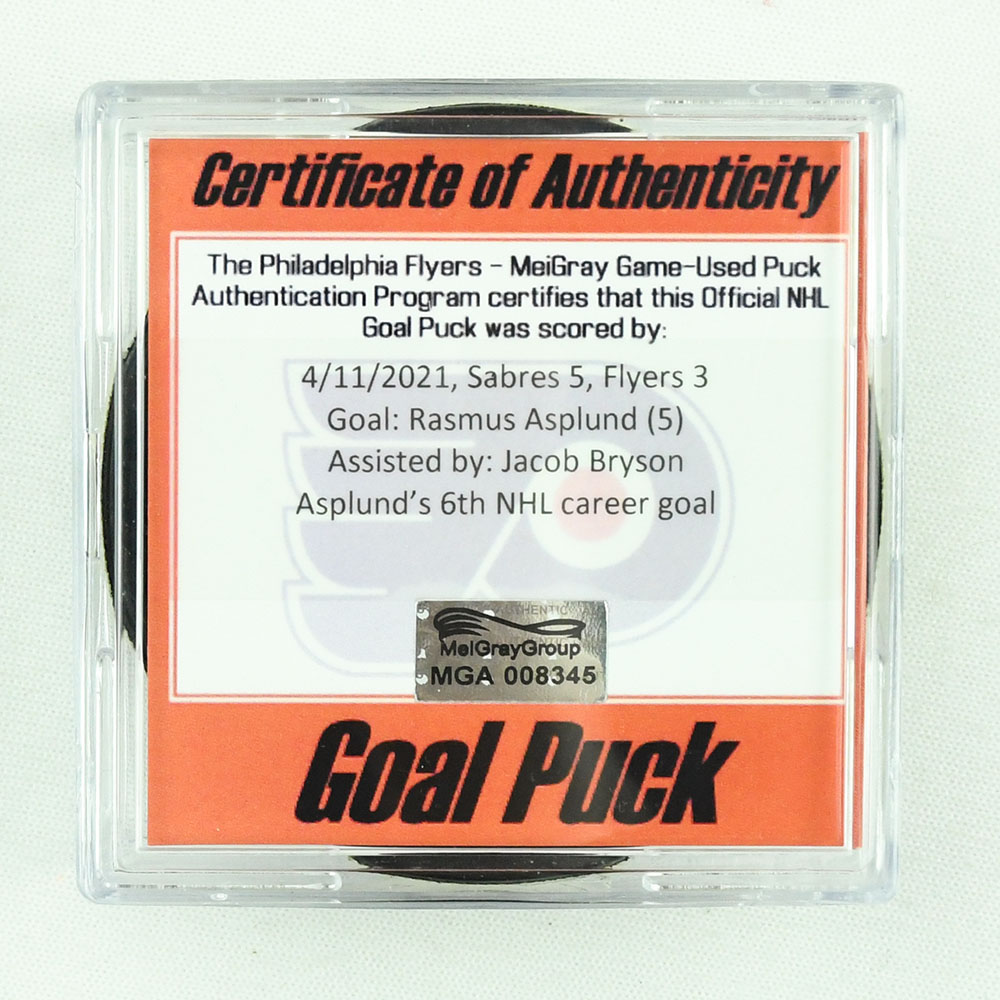 Certificate of Authenticity
The Philadelphia Flyers - MeiGray Game-Used Puck
Authentication Program certifies that this Official NHL
Goal Puck was scored by:
4/11/2021, Sabres 5, Flyers 3
Goal: Rasmus Asplund (5)
Assisted by: Jacob Bryson
Asplund's 6th NHL career goal
AUTHENTIC
MeiGrayGroup
MGA 008345
Goal Puck